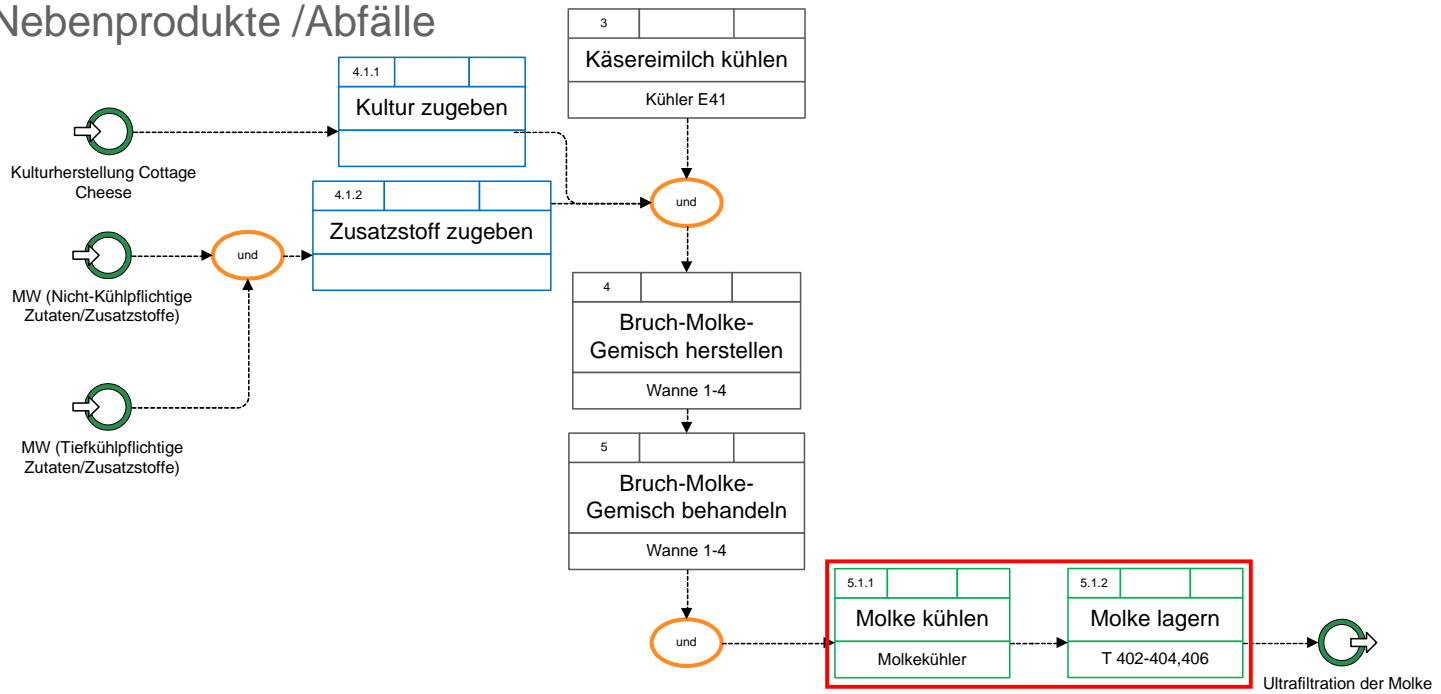 Nebenprodukte /Abfälle
3
Käsereimilch kühlen
Kühler E41
4.1.1
Kultur zugeben
Kulturherstellung Cottage
Cheese
4.1.2
Zusatzstoff zugeben
und
und
MW (Nicht-Kühlpflichtige
Zutaten/Zusatzstoffe)
4
Bruch-Molke-
Gemisch herstellen
Wanne 1-4
MW (Tiefkühlpflichtige
Zutaten/Zusatzstoffe)
5
Bruch-Molke-
Gemisch behandeln
Wanne 1-4
und
5.1.1
Molke kühlen
Molkekühler
5.1.2
Molke lagern
T 402-404,406
Ultrafiltration der Molke